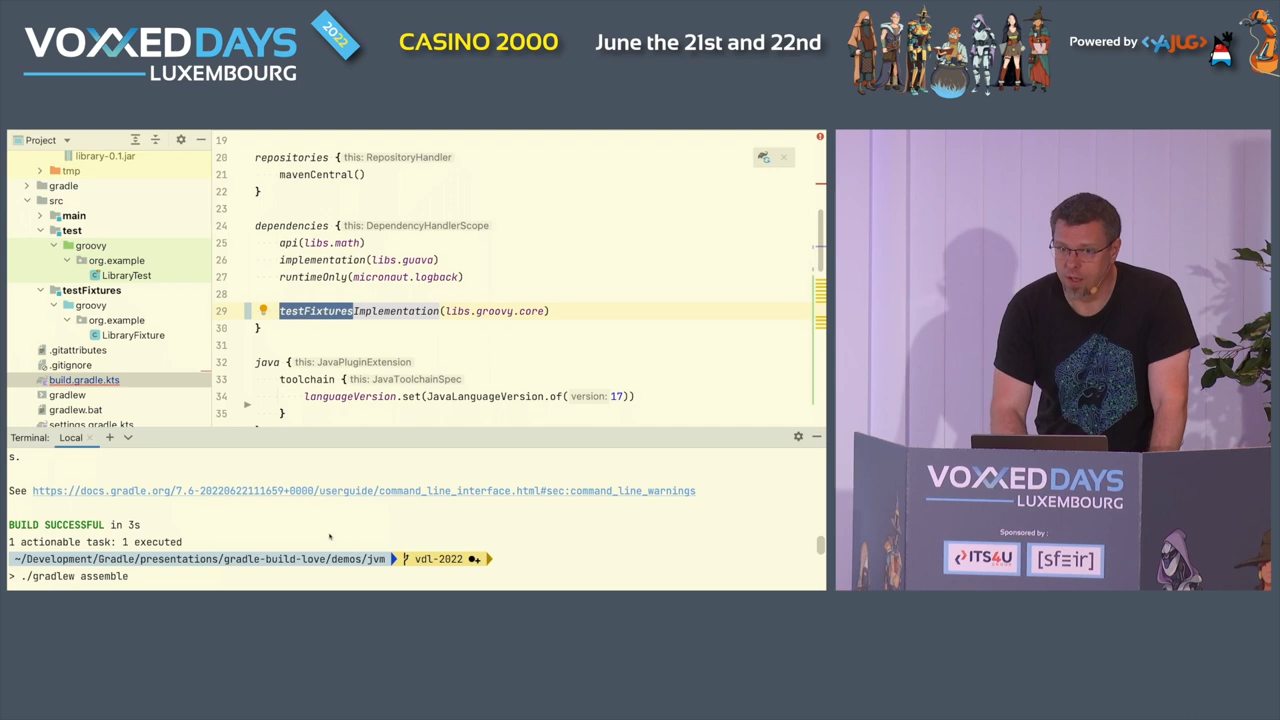 VOXXED DAYS
LUXEMBOURG
2022
CASINO 2000
June the 21st and 22nd
Powered by <YAJUG>
Project
library-0.1.jar
tmp
gradle
src
main
test
groovy
org.example
LibraryTest
testFixtures
groovy
org.example
LibraryFixture
.gitattributes
.gitignore
build.gradle.kts
gradlew
gradlew.bat
settings.gradle.kts
19
20 repositories { this: RepositoryHandler
21 mavenCentral()
22 }
23
24 dependencies { this: DependencyHandlerScope
25 api(libs.math)
26 implementation(libs.guava)
27 runtimeOnly(micronaut.logback)
28
29 testFixturesImplementation(libs.groovy.core)
30 }
31
32 java { this: JavaPluginExtension
33 toolchain { this: JavaToolchainSpec
34 languageVersion.set(JavaLanguageVersion.of( version: 17))
35 }
Terminal: Local
s.
See https://docs.gradle.org/7.6-20220622111659+0000/userguide/command_line_interface.html#sec:command_line_warnings
BUILD SUCCESSFUL in 3s
1 actionable task: 1 executed
~/Development/Gradle/presentations/gradle-build-love/demos/jvm vdl-2022
> ./gradlew assemble
VOXXED DAYS
LUXEMBOURG
Sponsored by :
ITS4U
GROUP
[sfeir]